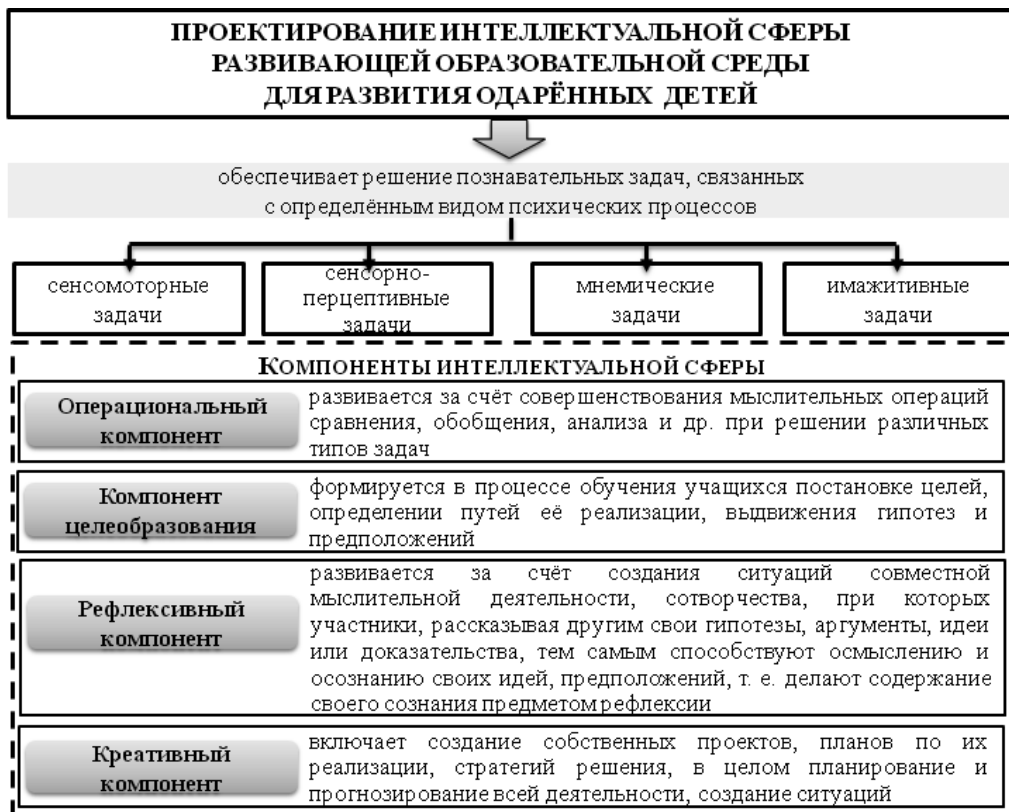 ПРОЕКТИРОВАНИЕ ИНТЕЛЛЕКТУАЛЬНОЙ СФЕРЫ
РАЗВИВАЮЩЕЙ ОБРАЗОВАТЕЛЬНОЙ СРЕДЫ
ДЛЯ РАЗВИТИЯ ОДАРЁННЫХ ДЕТЕЙ
обеспечивает решение познавательных задач, связанных
с определённым видом психических процессов
сенсомоторные
задачи
сенсорно-
перцептивные
задачи
мнемические
задачи
имажитивные
задачи
КОМПОНЕНТЫ ИНТЕЛЛЕКТУАЛЬНОЙ СФЕРЫ
Операциональный
компонент
развивается за счёт совершенствования мыслительных операций
сравнения, обобщения, анализа и др. при решении различных
типов задач
Компонент
целеобразования
формируется в процессе обучения учащихся постановке целей,
определении путей её реализации, выдвижения гипотез и
предположений
Рефлексивный
компонент
развивается за счёт создания ситуаций совместной
мыслительной деятельности, сотворчества, при которых
участники, рассказывая другим свои гипотезы, аргументы, идеи
или доказательства, тем самым способствуют осмыслению и
осознанию своих идей, предположений, т. е. делают содержание
своего сознания предметом рефлексии
Креативный
компонент
включает создание собственных проектов, планов по их
реализации, стратегий решения, в целом планирование и
прогнозирование всей деятельности, создание ситуаций